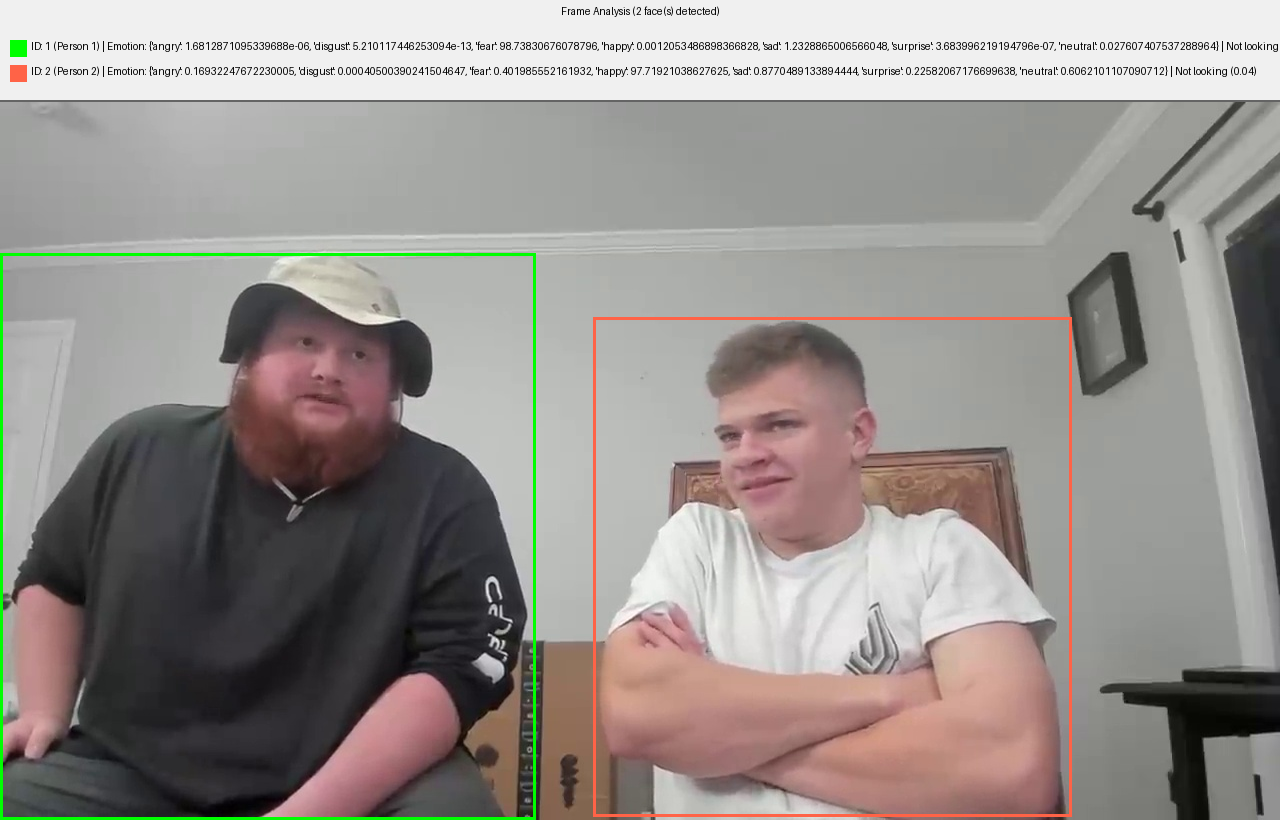 Frame Analysis (2 face(s) detected)
ID: 1 (Person 1) | Emotion: {'angry': 1.6812871095339688e-06, 'disgust': 5.210117446253094e-13, 'fear': 98.73830676078796, 'happy': 0.0012053486898366828, 'sad': 1.2328865006566048, 'surprise': 3.683996219194796e-07, 'neutral': 0.027607407537288964} | Not looking
ID: 2 (Person 2) | Emotion: {'angry': 0.16932247672230005, 'disgust': 0.00040500390241504647, 'fear': 0.401985552161932, 'happy': 97.71921038627625, 'sad': 0.8770489133894444, 'surprise': 0.22582067176699638, 'neutral': 0.6062101107090712} | Not looking (0.04)